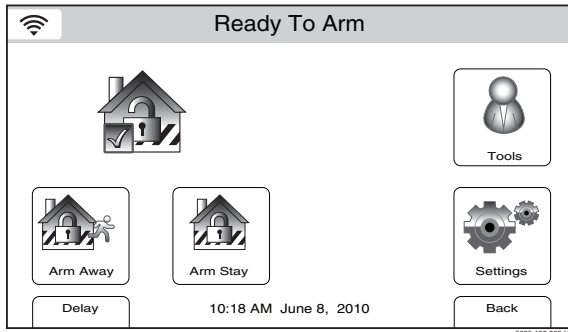 Ready To Arm
Tools
Arm Away
Arm Stay
Settings
Delay
10:18 AM June 8, 2010
Back